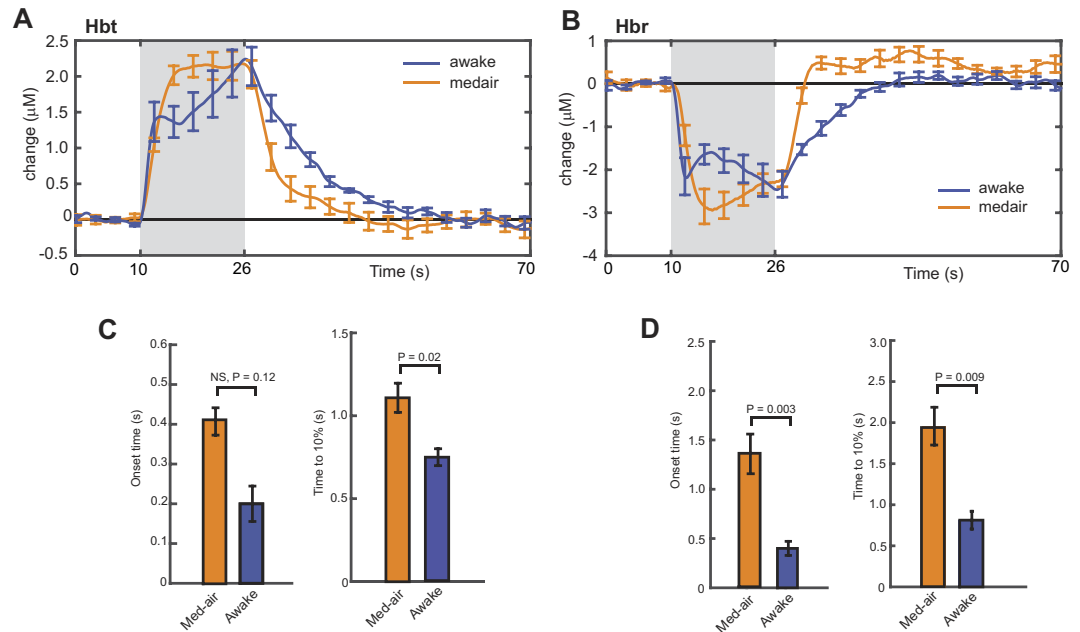 A
Hbt
2.5
2.0
1.5
1.0
0.5
0
-0.5
change (μM)
awake
medair
0
10
26
Time (s)
70
B
Hbr
1
0
-1
-2
-3
-4
change (μM)
awake
medair
0
10
26
Time (s)
70
C
0.6
0.5
0.4
0.3
0.2
0.1
0
Onset time (s)
NS, P = 0.12
Med-air
Awake
1.5
1.0
0.5
0
Time to 10% (s)
P = 0.02
Med-air
Awake
D
2.5
2.0
1.5
1.0
0.5
0
Onset time (s)
P = 0.003
Med-air
Awake
3.0
2.5
2.0
1.5
1.0
0.5
0
Time to 10% (s)
P = 0.009
Med-air
Awake